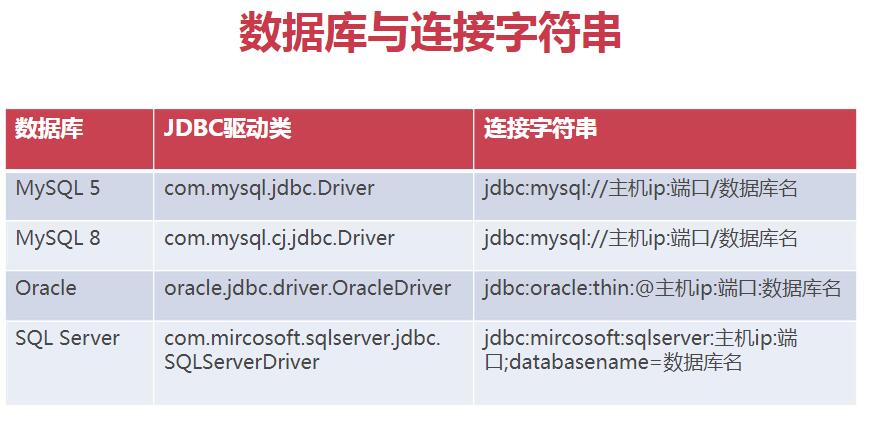 数据库与连接字符串
数据库 JDBC驱动类 连接字符串
MySQL 5 com.mysql.jdbc.Driver jdbc:mysql://主机ip:端口/数据库名
MySQL 8 com.mysql.cj.jdbc.Driver jdbc:mysql://主机ip:端口/数据库名
Oracle oracle.jdbc.driver.OracleDriver jdbc:oracle:thin:@主机ip:端口:数据库名
SQL Server com.mircosoft.sqlserver.jdbc. jdbc:mircosoft:sqlserver:主机ip:端
SQLServerDriver 口;databasename=数据库名